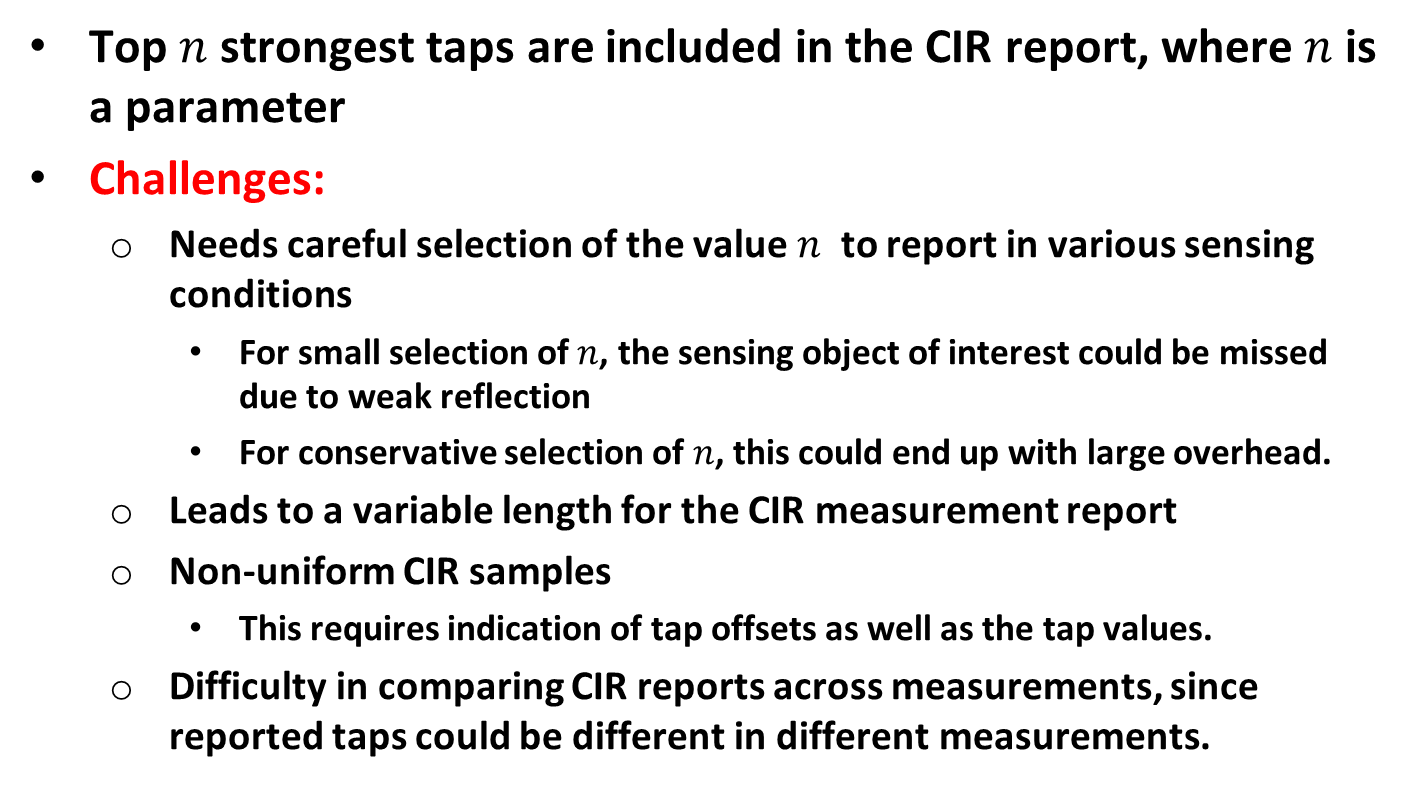 • Top n strongest taps are included in the CIR report, where n is
a parameter
• Challenges:
o Needs careful selection of the value n to report in various sensing
conditions
• For small selection of n, the sensing object of interest could be missed
due to weak reflection
• For conservative selection of n, this could end up with large overhead.
o Leads to a variable length for the CIR measurement report
o Non-uniform CIR samples
• This requires indication of tap offsets as well as the tap values.
o Difficulty in comparing CIR reports across measurements, since
reported taps could be different in different measurements.